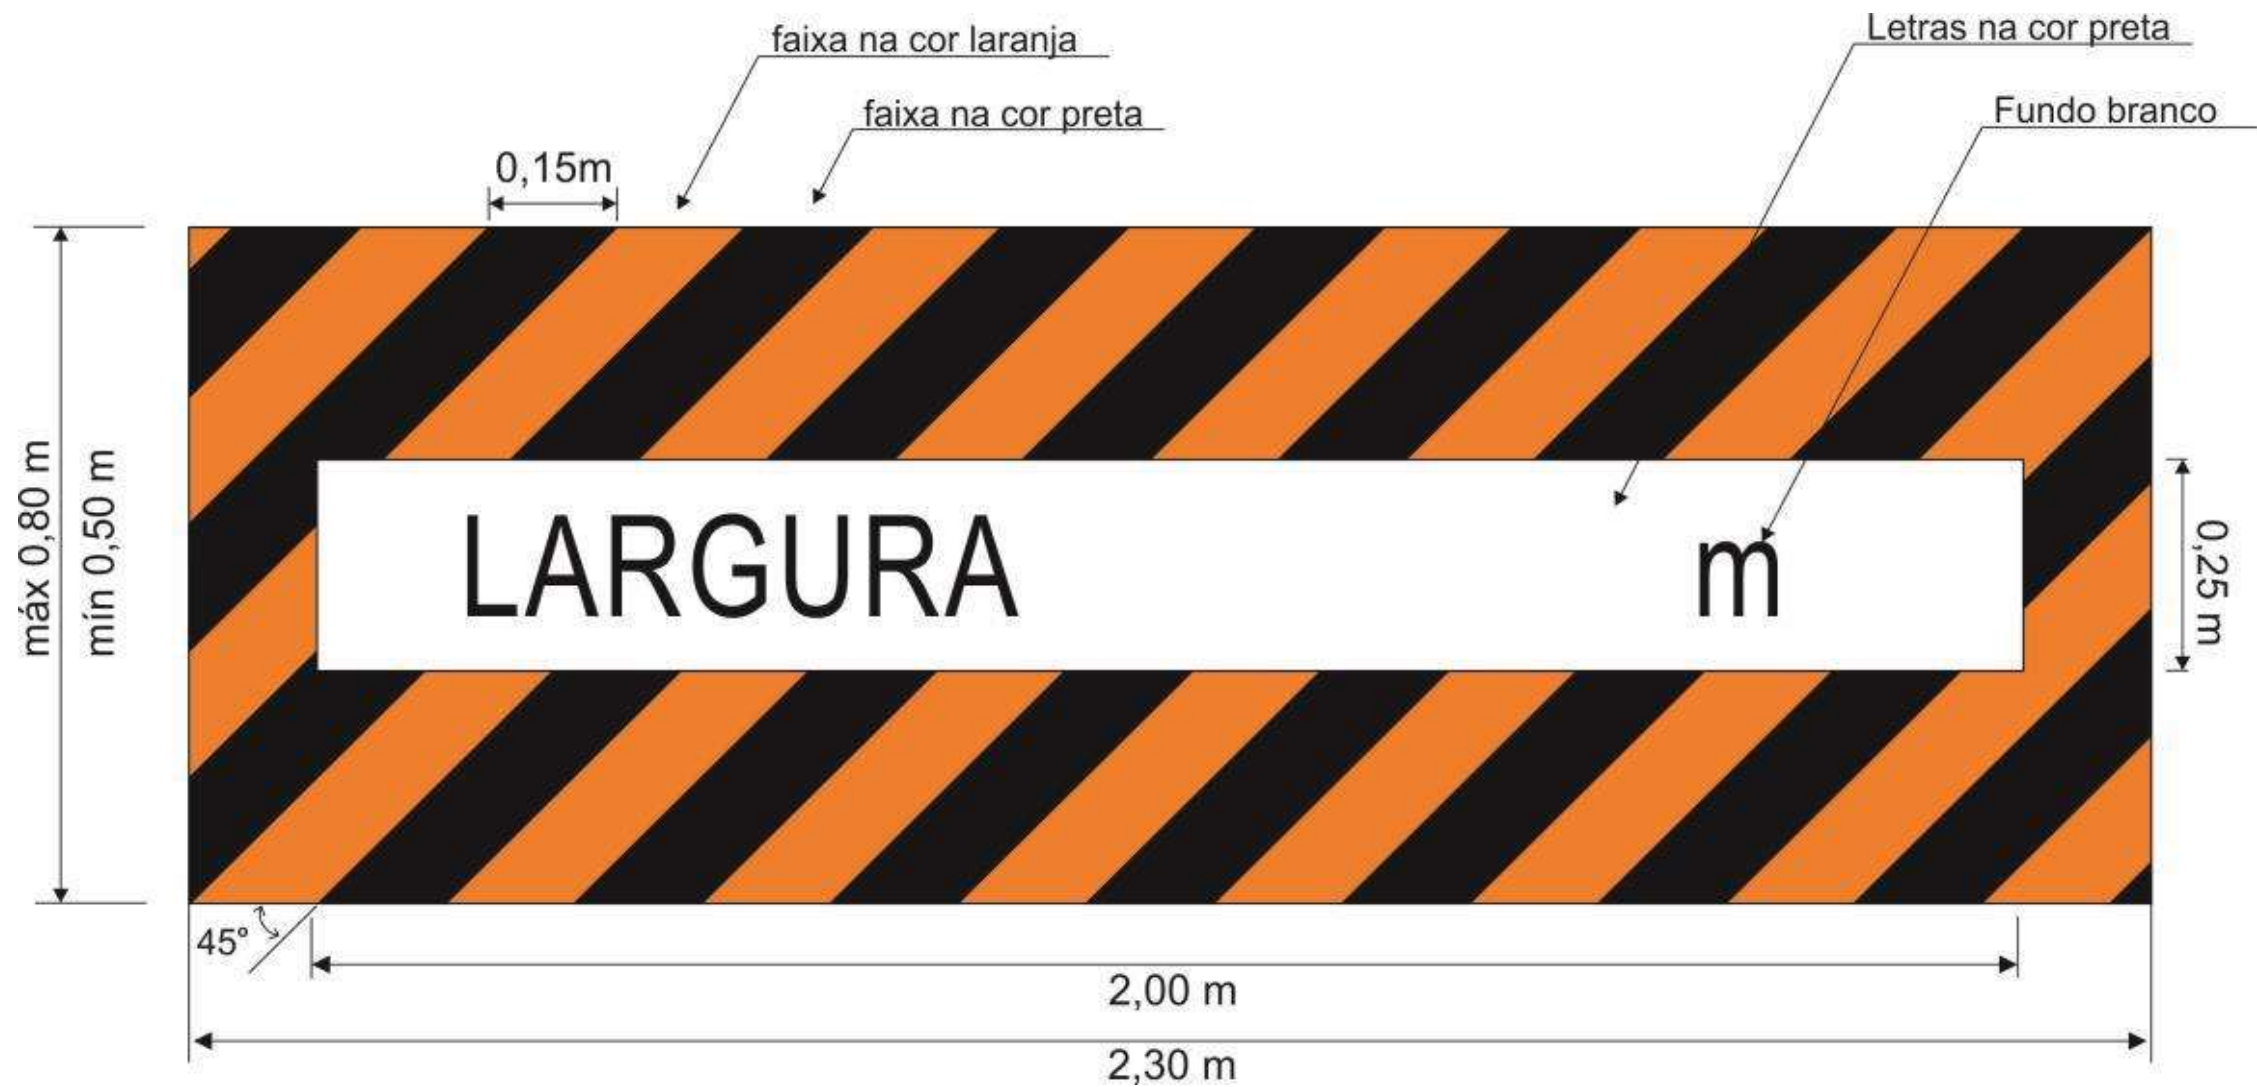 Letras na cor preta
faixa na cor laranja
Fundo branco
faixa na cor preta
0,15m
máx 0,80 m
mín 0,50 m
LARGURA m
0,25 m
45°
2,00 m
2,30 m